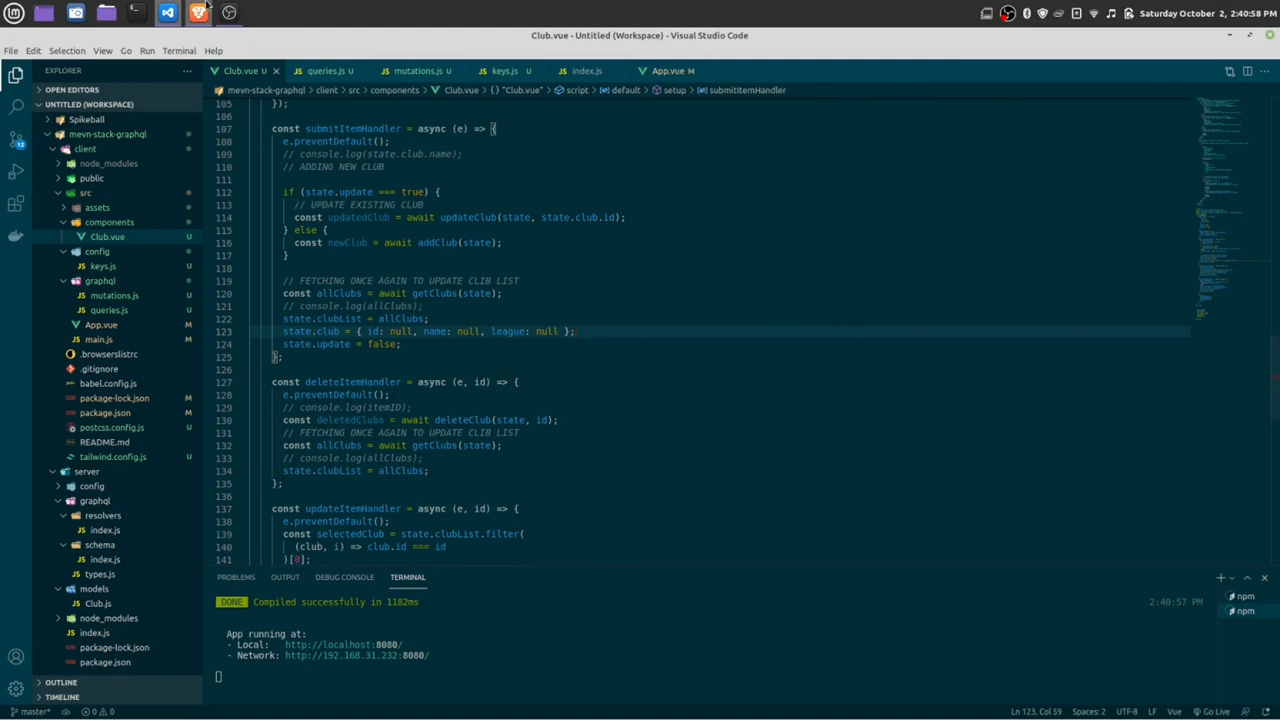 Saturday October 2, 2:40:58 PM
Club.vue - Untitled (Workspace) - Visual Studio Code
File Edit Selection View Go Run Terminal Help
EXPLORER
OPEN EDITORS
UNTITLED (WORKSPACE)
Spikeball
mevn-stack-graphql
client
node_modules
public
src
assets
components
Club.vue U
config
keys.js U
graphql
mutations.js U
queries.js U
App.vue M
main.js M
.browserslistrc
.gitignore
babel.config.js
package-lock.json M
package.json M
postcss.config.js U
README.md
tailwind.config.js U
server
config
graphql
resolvers
index.js
schema
index.js
types.js
models
Club.js
node_modules
index.js
package-lock.json
package.json
OUTLINE
TIMELINE
12
Club.vue U queries.js U mutations.js U keys.js U index.js App.vue M
mevn-stack-graphql > client > src > components > Club.vue > {} "Club.vue" > script > default > setup > submitItemHandler
105 });
106
107 const submitItemHandler = async (e) => {
108 e.preventDefault();
109 // console.log(state.club.name);
110 // ADDING NEW CLUB
111
112 if (state.update === true) {
113 // UPDATE EXISTING CLUB
114 const updatedClub = await updateClub(state, state.club.id);
115 } else {
116 const newClub = await addClub(state);
117 }
118
119 // FETCHING ONCE AGAIN TO UPDATE CLIB LIST
120 const allClubs = await getClubs(state);
121 // console.log(allClubs);
122 state.clubList = allClubs;
123 state.club = { id: null, name: null, league: null };
124 state.update = false;
125 };
126
127 const deleteItemHandler = async (e, id) => {
128 e.preventDefault();
129 // console.log(itemID);
130 const deletedClubs = await deleteClub(state, id);
131 // FETCHING ONCE AGAIN TO UPDATE CLIB LIST
132 const allClubs = await getClubs(state);
133 // console.log(allClubs);
134 state.clubList = allClubs;
135 };
136
137 const updateItemHandler = async (e, id) => {
138 e.preventDefault();
139 const selectedClub = state.clubList.filter(
140 (club, i) => club.id === id
141 )[0];
PROBLEMS OUTPUT DEBUG CONSOLE TERMINAL
DONE Compiled successfully in 1182ms 2:40:57 PM
App running at:
- Local: http://localhost:8080/
- Network: http://192.168.31.232:8080/
npm
npm
master* 0 0 Ln 123, Col 59 Spaces: 2 UTF-8 LF Vue Go Live